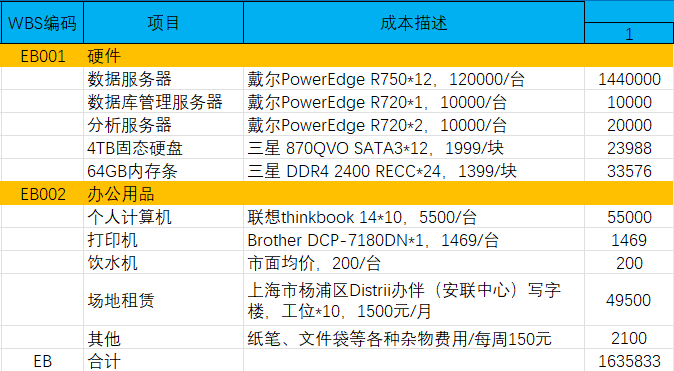 WBS编码 项目 成本描述
1
EB001 硬件
数据服务器 戴尔PowerEdge R750*12，120000/台 1440000
数据库管理服务器 戴尔PowerEdge R720*1，10000/台 10000
分析服务器 戴尔PowerEdge R720*2，10000/台 20000
4TB固态硬盘 三星 870QVO SATA3*12，1999/块 23988
64GB内存条 三星 DDR4 2400 RECC*24，1399/块 33576
EB002 办公用品
个人计算机 联想thinkbook 14*10，5500/台 55000
打印机 Brother DCP-7180DN*1，1469/台 1469
饮水机 市面均价，200/台 200
场地租赁 上海市杨浦区Distrii办伴（安联中心）写字
楼，工位*10，1500元/月 49500
其他 纸笔、文件袋等各种杂物费用/每周150元 2100
EB 合计 1635833